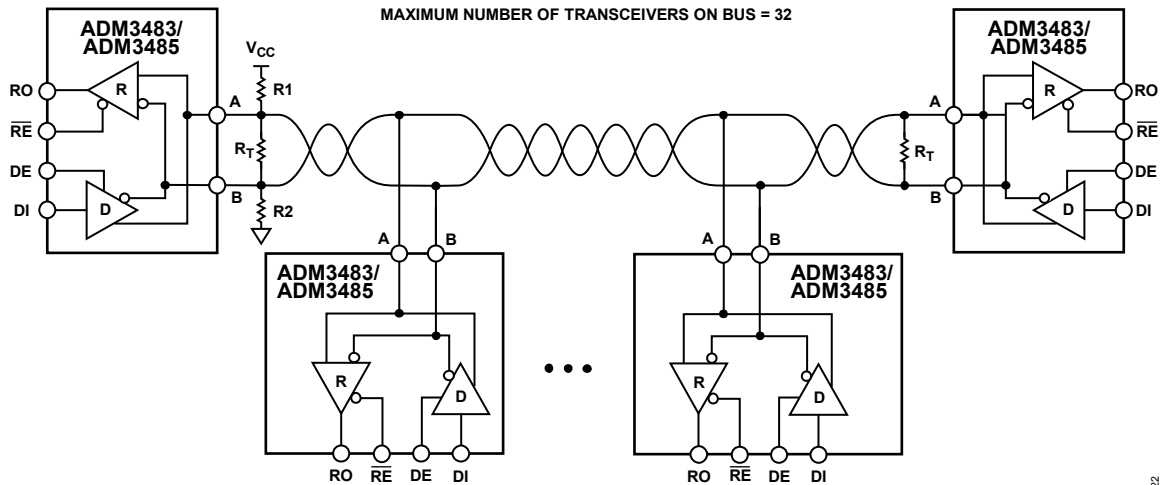 MAXIMUM NUMBER OF TRANSCEIVERS ON BUS = 32
ADM3483/
ADM3485
VCC
R1
RO
R
RE
A
RT
DE
B
DI
D
R2
ADM3483/
ADM3485
A
RO
R
RE
RT
DE
B
DI
D
A
B
ADM3483/
ADM3485
R
D
RO
RE
DE
DI
A
B
ADM3483/
ADM3485
R
D
RO
RE
DE
DI
22